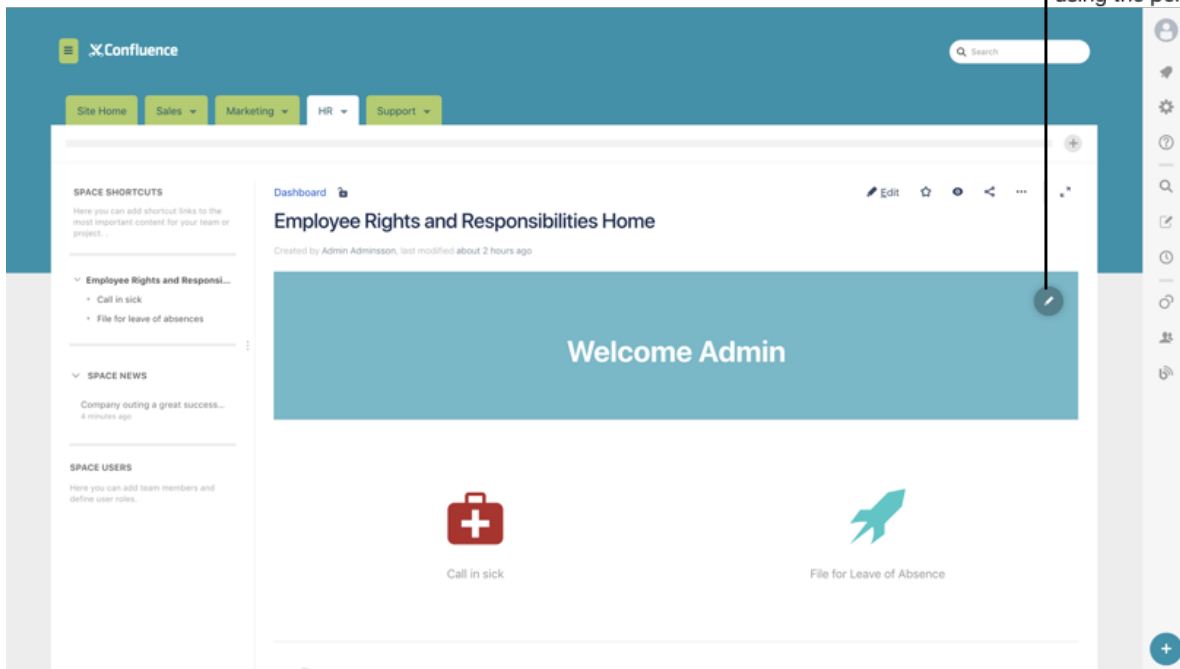 using the
Confluence
Search
Site Home
Sales
Marketing
HR
Support
SPACE SHORTCUTS
Here you can add shortcut links to the
most important content for your team or
project. .
Employee Rights and Responsi...
Call in sick
File for leave of absences
SPACE NEWS
Company outing a great success...
4 minutes ago
SPACE USERS
Here you can add team members and
define user roles.
Dashboard
Edit
Employee Rights and Responsibilities Home
Created by Admin Adminsson, last modified about 2 hours ago
Welcome Admin
Call in sick
File for Leave of Absence